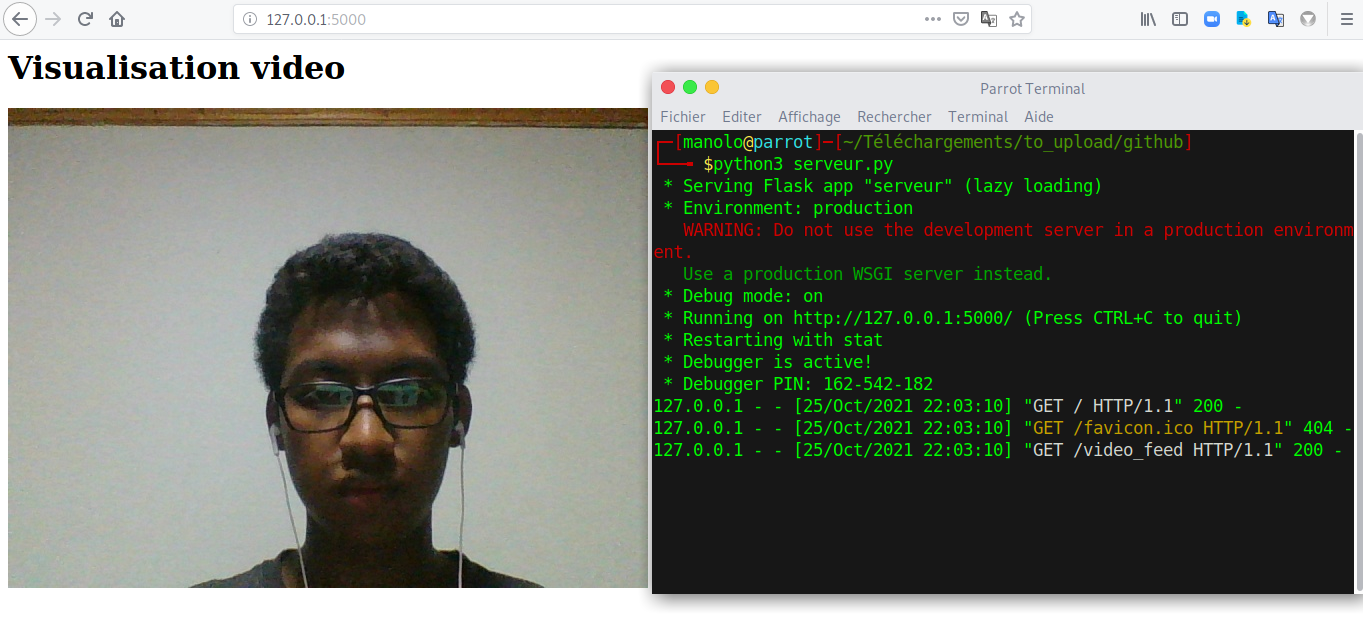 127.0.0.1:5000
Visualisation video
Parrot Terminal
Fichier Editer Affichage Rechercher Terminal Aide
┌─[manolo@parrot]─[~/Téléchargements/to_upload/github]
└──╼ $python3 serveur.py
* Serving Flask app "serveur" (lazy loading)
* Environment: production
WARNING: Do not use the development server in a production environm
ent.
Use a production WSGI server instead.
* Debug mode: on
* Running on http://127.0.0.1:5000/ (Press CTRL+C to quit)
* Restarting with stat
* Debugger is active!
* Debugger PIN: 162-542-182
127.0.0.1 - - [25/Oct/2021 22:03:10] "GET / HTTP/1.1" 200 -
127.0.0.1 - - [25/Oct/2021 22:03:10] "GET /favicon.ico HTTP/1.1" 404 -
127.0.0.1 - - [25/Oct/2021 22:03:10] "GET /video_feed HTTP/1.1" 200 -